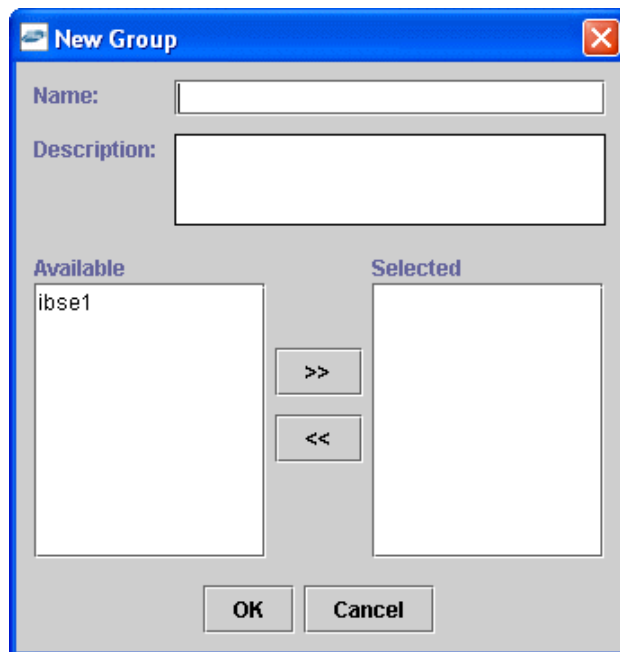 New Group
Name:
Description:
Available
Selected
ibse1
>>
<<
OK
Cancel